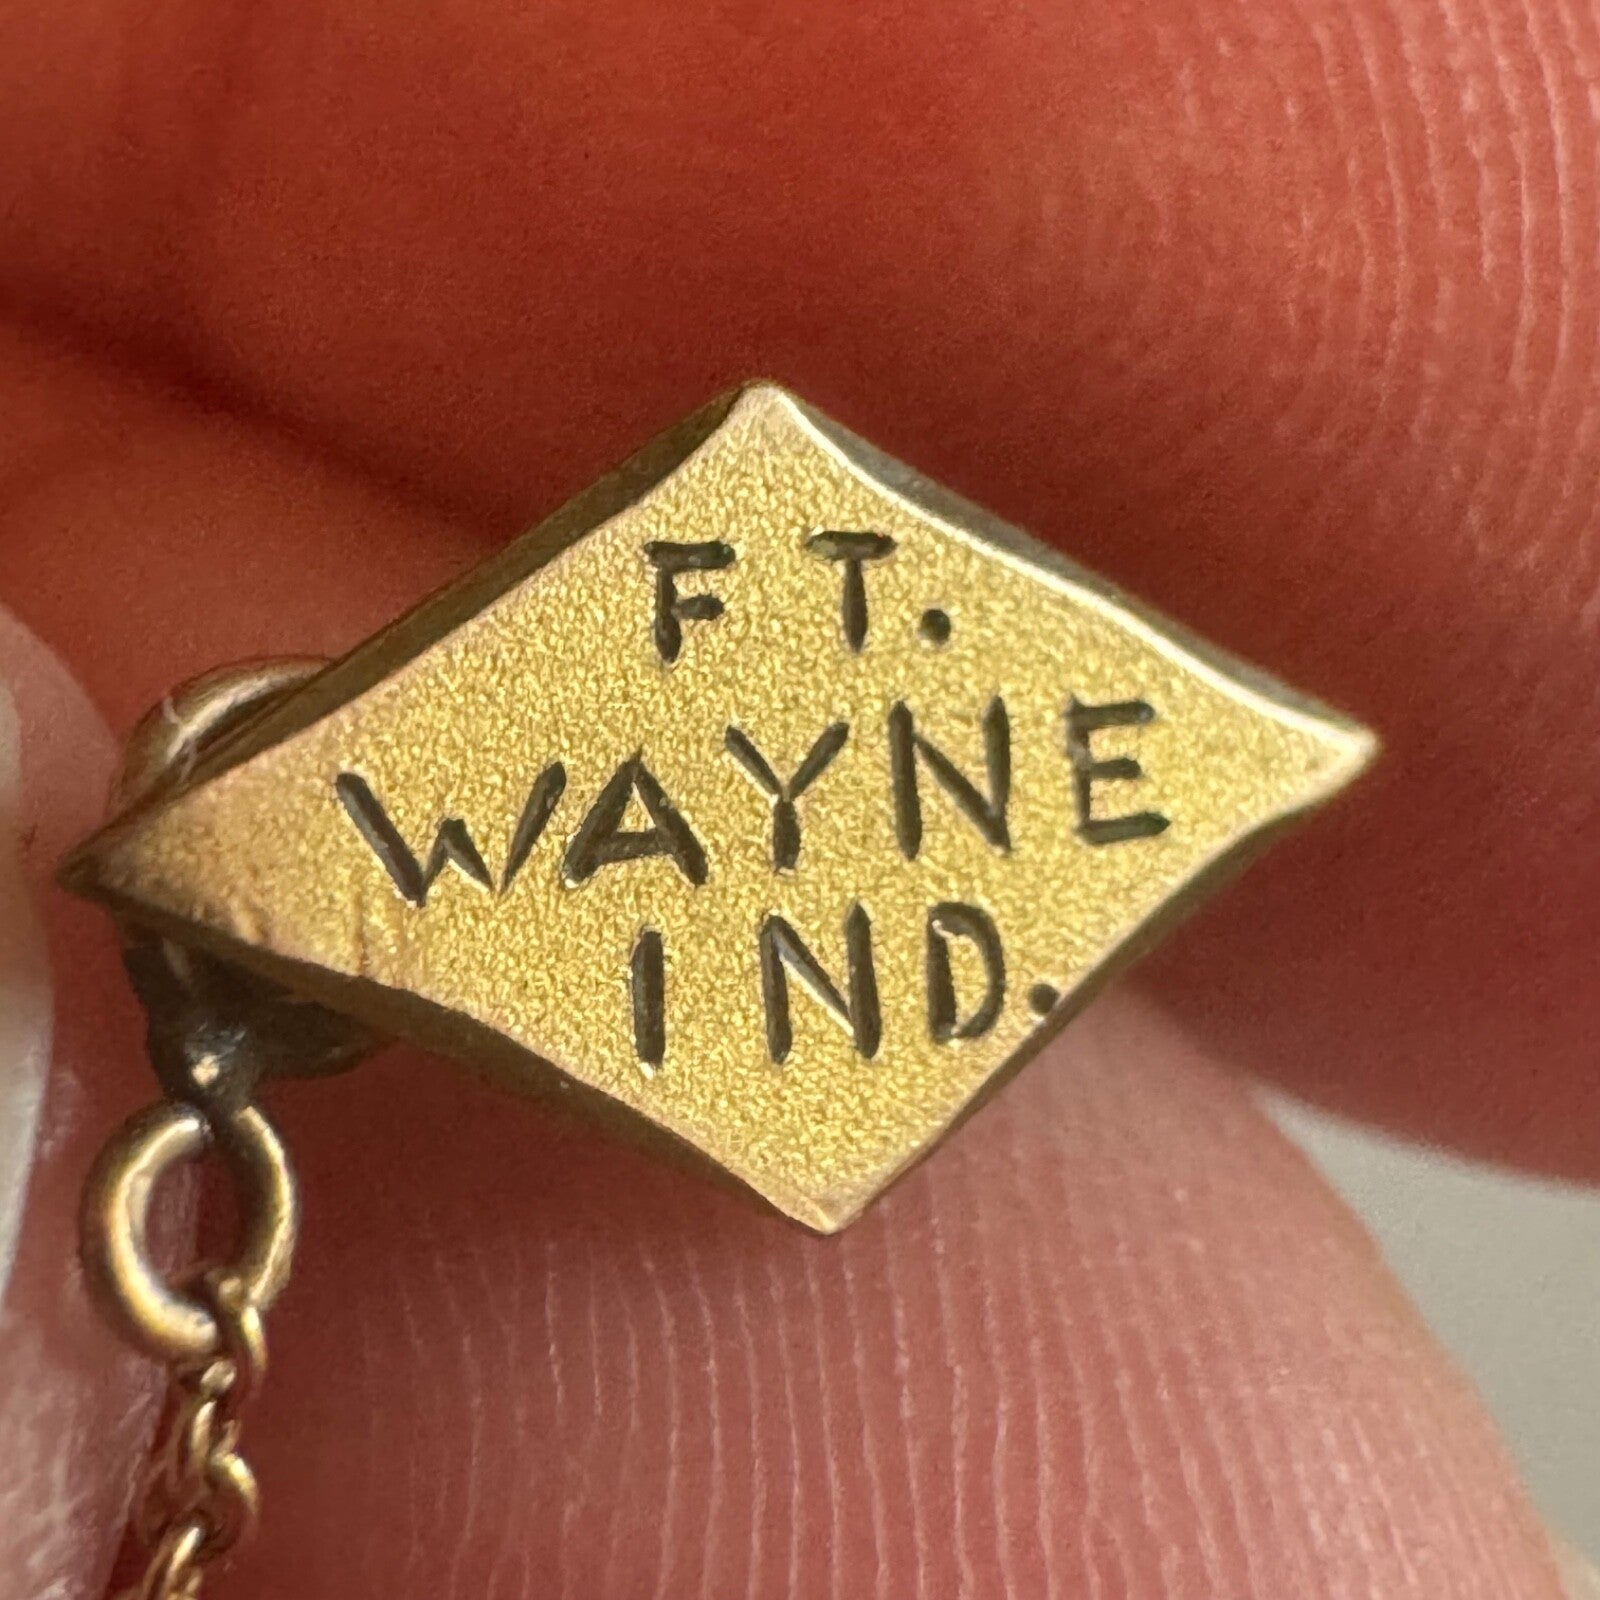 FT.
WAYNE
IND.